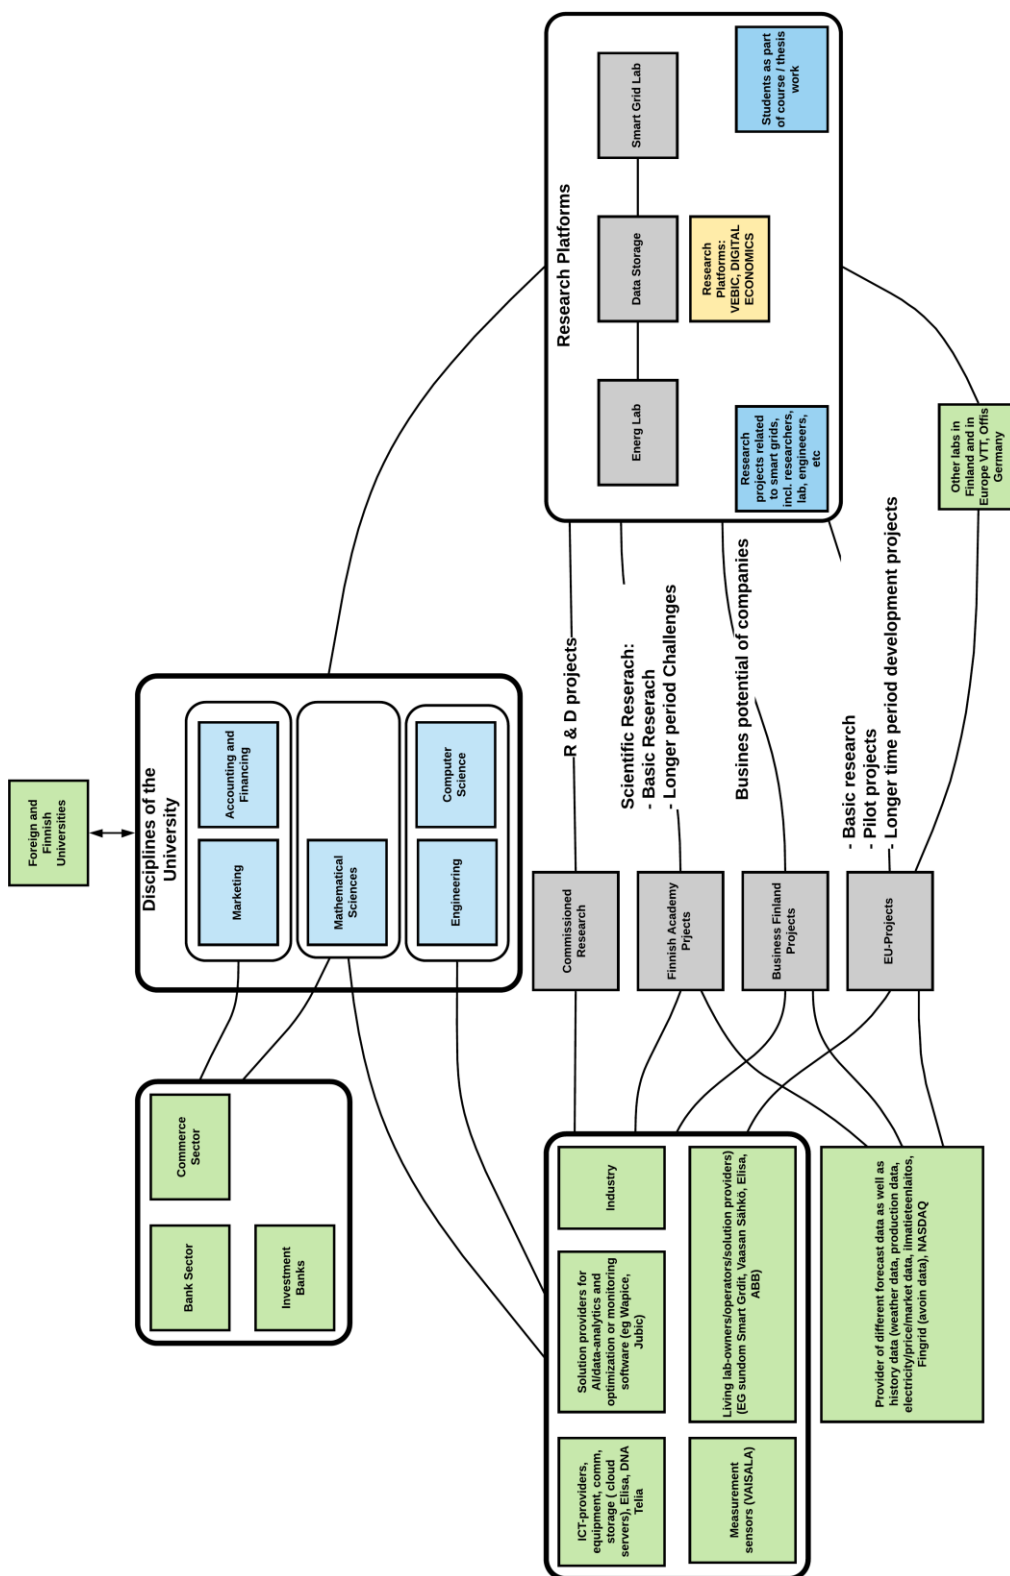 Foreign and
Finnish
Universities
Disciplines of the
University
Marketing
Accounting and
Financing
Mathematical
Sciences
Engineering
Computer
Science
Bank Sector
Commerce
Sector
Investment
Banks
Research Platforms
Energ Lab
Data Storage
Smart Grid Lab
Research
Platforms:
VEBIC, DIGITAL
ECONOMICS
Research
projects related
to smart grids,
incl. researchers,
lab, engineeers,
etc
Students as part
of course / thesis
work
R & D projects
Scientific Reserach:
- Basic Reserach
- Longer period Challenges
Busines potential of companies
- Basic research
- Pilot projects
- Longer time period development projects
Commissioned
Research
Finnish Academy
Prjects
Business Finland
Projects
EU-Projects
Other labs in
Finland and in
Europe VTT, Offis
Germany
ICT-providers,
equipment, comm,
storage ( cloud
servers), Elisa, DNA
Telia
Solution providers for
AI/data-analytics and
optimization or monitoring
software (eg Wapice,
Jubic)
Industry
Measurement
sensors (VAISALA)
Living lab-owners/operators/solution providers)
(EG sundom Smart Grdit, Vaasan Sähkö, Elisa,
ABB)
Provider of different forecast data as well as
history data (weather data, production data,
electricity/price/market data, ilmatieteenlaitos,
Fingrid (avoin data), NASDAQ